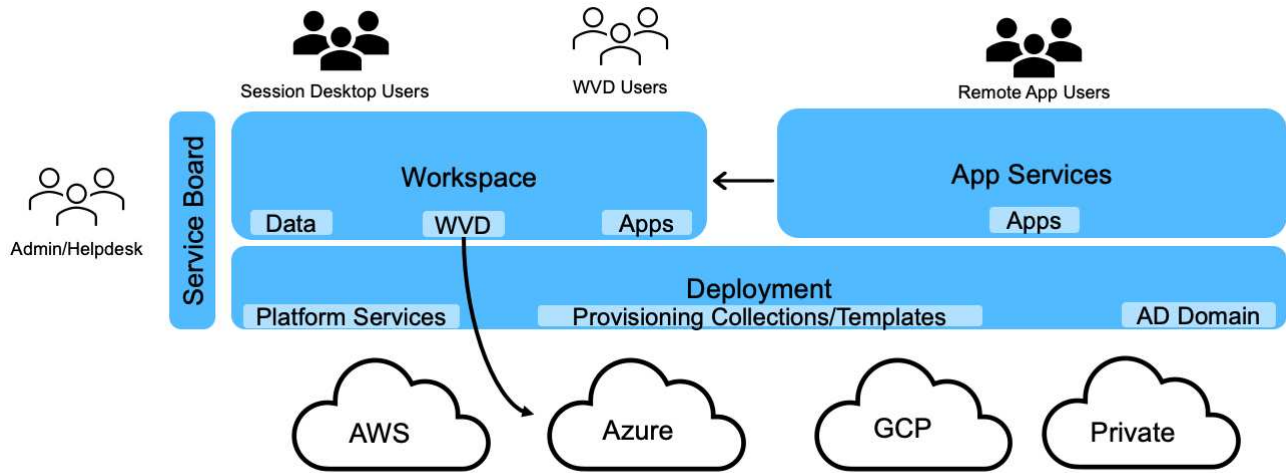 Session Desktop Users
WVD Users
Remote App Users
Admin/Helpdesk
Service Board
Workspace
Data
WVD
Apps
App Services
Apps
Deployment
Platform Services
Provisioning Collections/Templates
AD Domain
AWS
Azure
GCP
Private